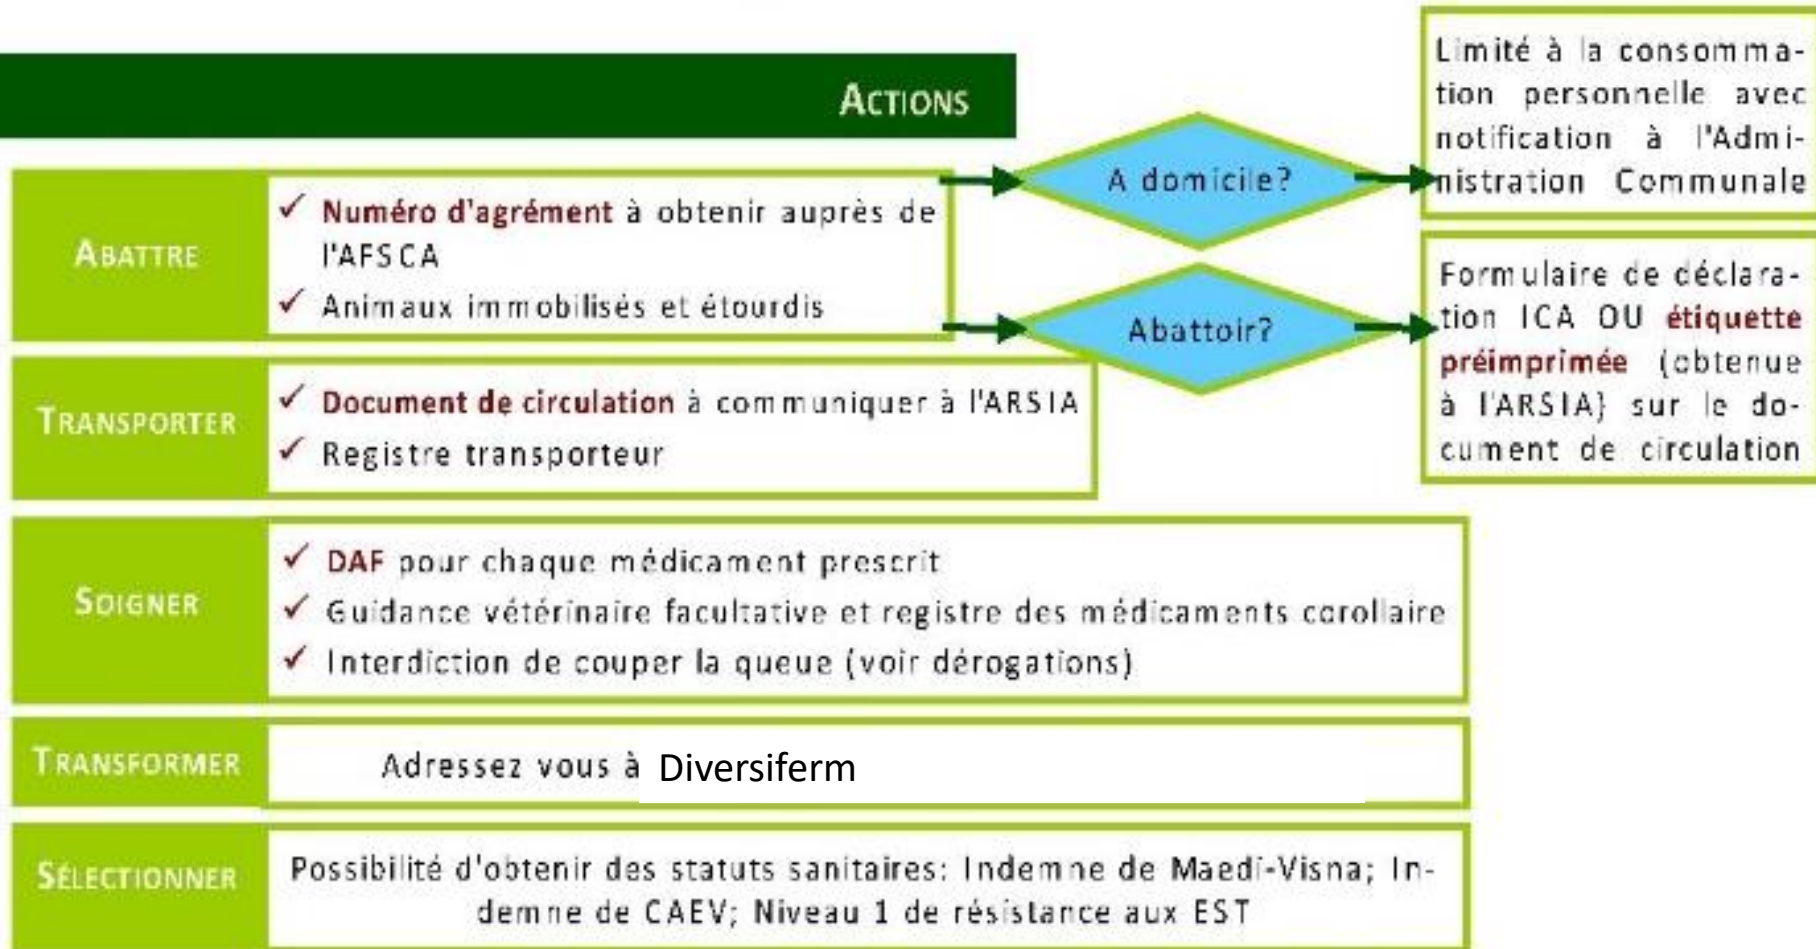 ACTIONS
ABATTRE
✓ Numéro d'agrément à obtenir auprès de
l'AFSCA
✓ Animaux immobilisés et étourdis
A domicile?
Limité à la consomma-
tion personnelle avec
notification à l'Admi-
nistration Communale
Abattoir?
Formulaire de déclara-
tion ICA OU étiquette
préimprimée (obtenue
à l'ARSIA) sur le do-
cument de circulation
TRANSPORTER
✓ Document de circulation à communiquer à l'ARSIA
✓ Registre transporteur
SOIGNER
✓ DAF pour chaque médicament prescrit
✓ Guidance vétérinaire facultative et registre des médicaments corollaire
✓ Interdiction de couper la queue (voir dérogations)
TRANSFORMER
Adressez vous à Diversiferm
SÉLECTIONNER
Possibilité d'obtenir des statuts sanitaires: Indemne de Maedi-Visna; In-
demne de CAEV; Niveau 1 de résistance aux EST